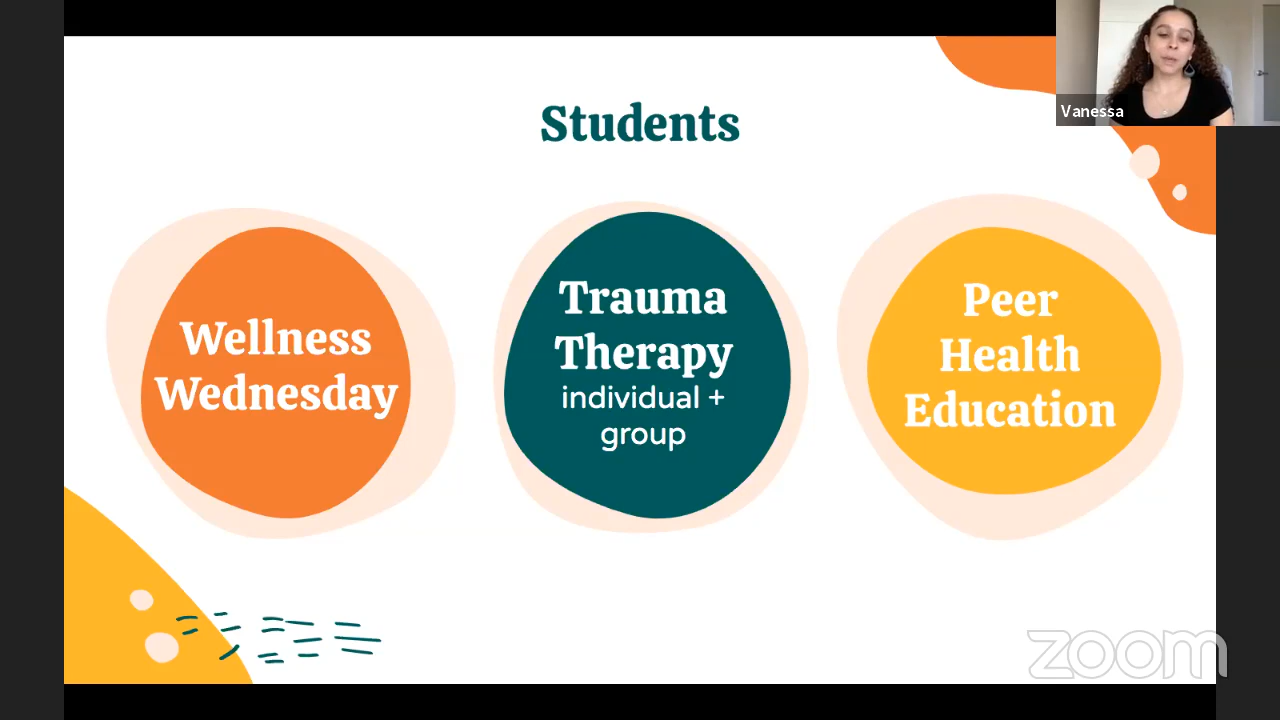 Students
Vanessa
Wellness
Wednesday
Trauma
Therapy
individual +
group
Peer
Health
Education
zoom